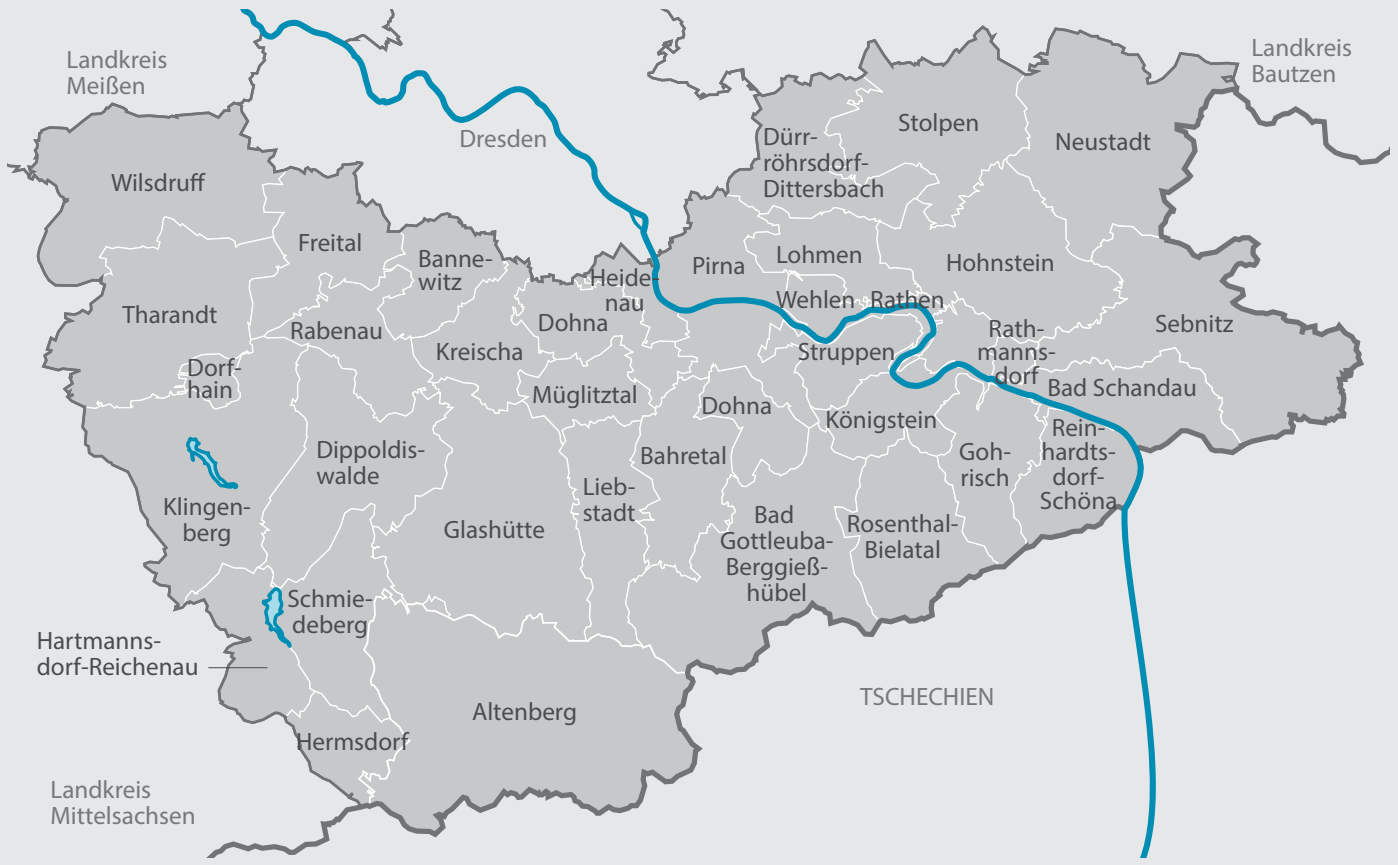 Landkreis
Meißen
Landkreis
Bautzen
Dresden
Stolpen
Neustadt
Dürr-
röhrsdorf-
Dittersbach
Wilsdruff
Freital
Banne-
witz
Pirna
Lohmen
Hohnstein
Heide-
nau
Wehlen
Rathen
Tharandt
Rabenau
Dohna
Kreischa
Struppen
Rath-
manns-
dorf
Sebnitz
Dorf-
hain
Müglitztal
Dohna
Bad Schandau
Königstein
Dippoldis-
walde
Bahretal
Goh-
risch
Rein-
hardts-
dorf-
Schöna
Klingen-
berg
Glashütte
Lieb-
stadt
Bad
Gottleuba-
Berggieß-
hübel
Rosenthal-
Bielatal
Schmie-
deberg
Hartmanns-
dorf-Reichenau
Altenberg
TSCHECHIEN
Hermsdorf
Landkreis
Mittelsachsen